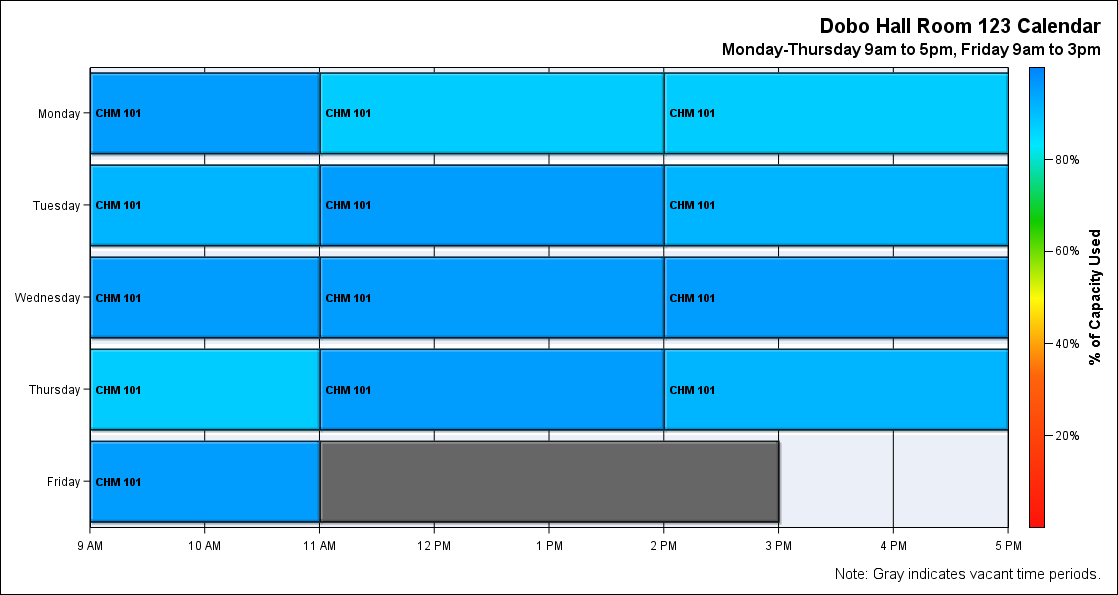 Dobo Hall Room 123 Calendar
Monday-Thursday 9am to 5pm, Friday 9am to 3pm
Monday
CHM 101
CHM 101
CHM 101
Tuesday
CHM 101
CHM 101
CHM 101
Wednesday
CHM 101
CHM 101
CHM 101
Thursday
CHM 101
CHM 101
CHM 101
Friday
CHM 101
9 AM
10 AM
11 AM
12 PM
1 PM
2 PM
3 PM
4 PM
5 PM
80%
60%
40%
20%
% of Capacity Used
Note: Gray indicates vacant time periods.